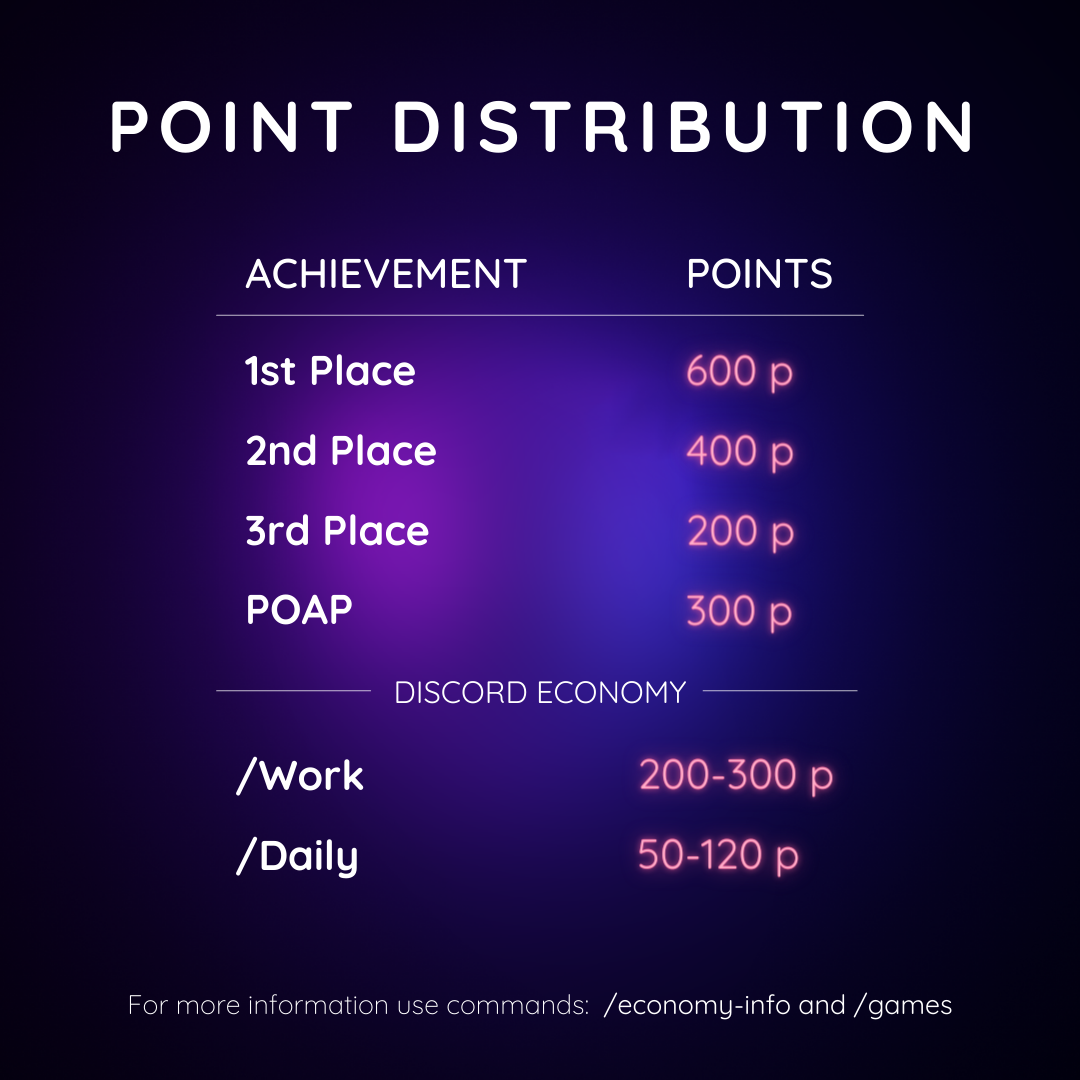 POINT DISTRIBUTION
ACHIEVEMENT POINTS
1st Place 600 p
2nd Place 400 p
3rd Place 200 p
POAP 300 p
DISCORD ECONOMY
/Work 200-300 p
/Daily 50-120 p
For more information use commands: /economy-info and /games